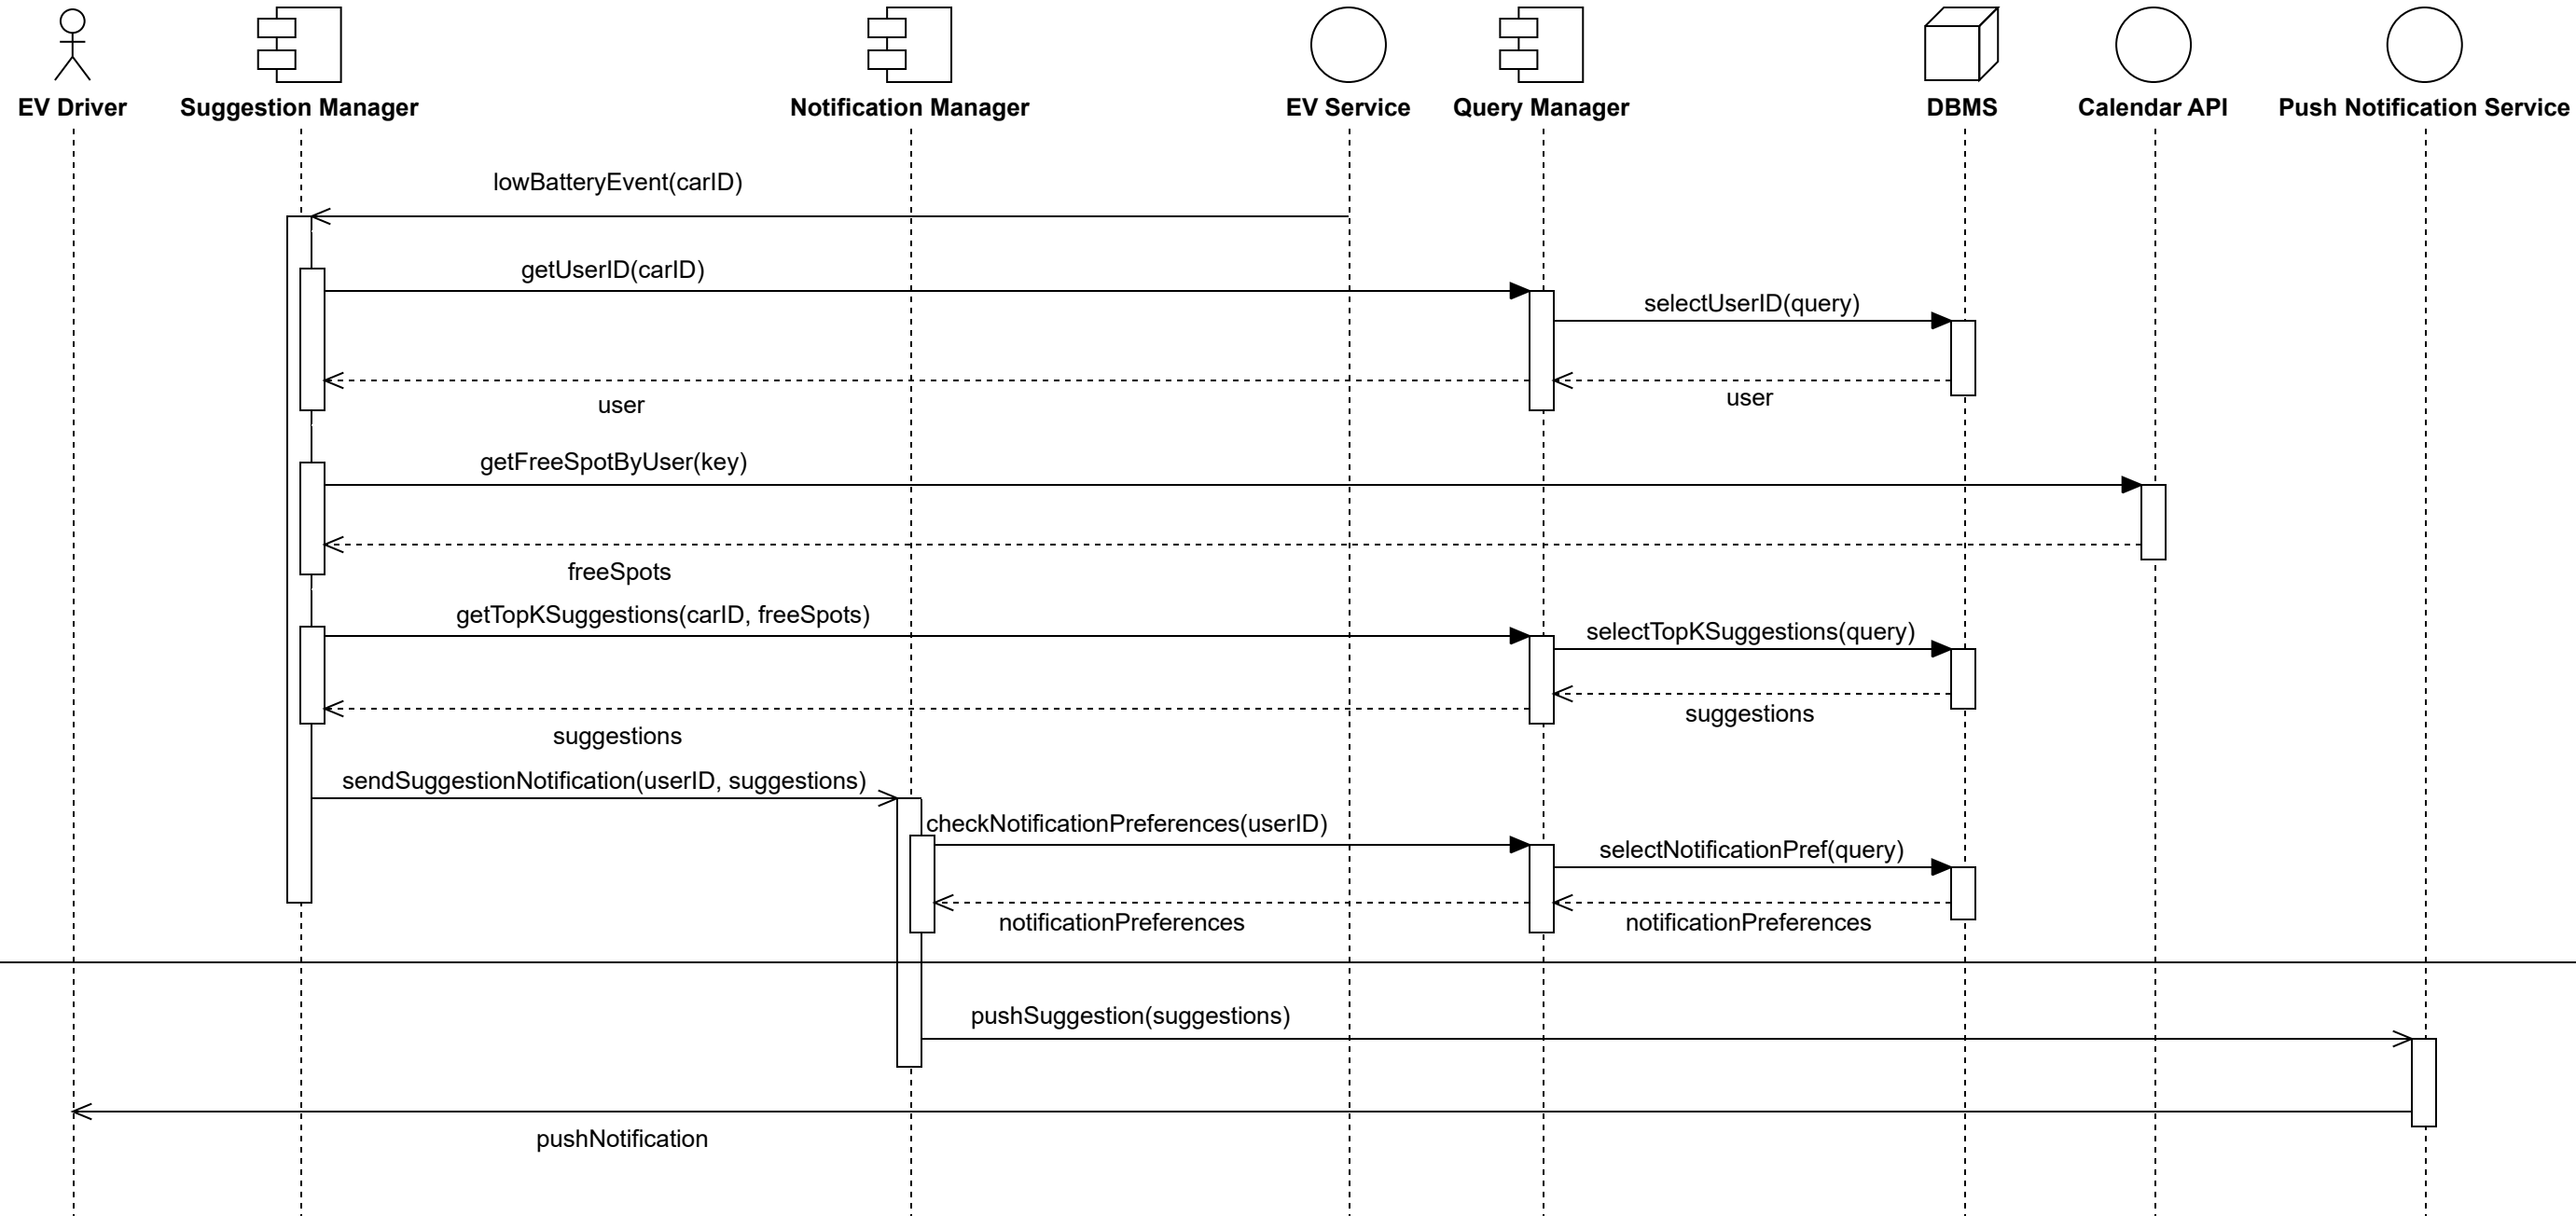 EV Driver
Suggestion Manager
Notification Manager
EV Service
Query Manager
DBMS
Calendar API
Push Notification Service
lowBatteryEvent(carID)
getUserID(carID)
selectUserID(query)
user
user
getFreeSpotByUser(key)
freeSpots
getTopKSuggestions(carID, freeSpots)
selectTopKSuggestions(query)
suggestions
suggestions
sendSuggestionNotification(userID, suggestions)
checkNotificationPreferences(userID)
selectNotificationPref(query)
notificationPreferences
notificationPreferences
pushSuggestion(suggestions)
pushNotification